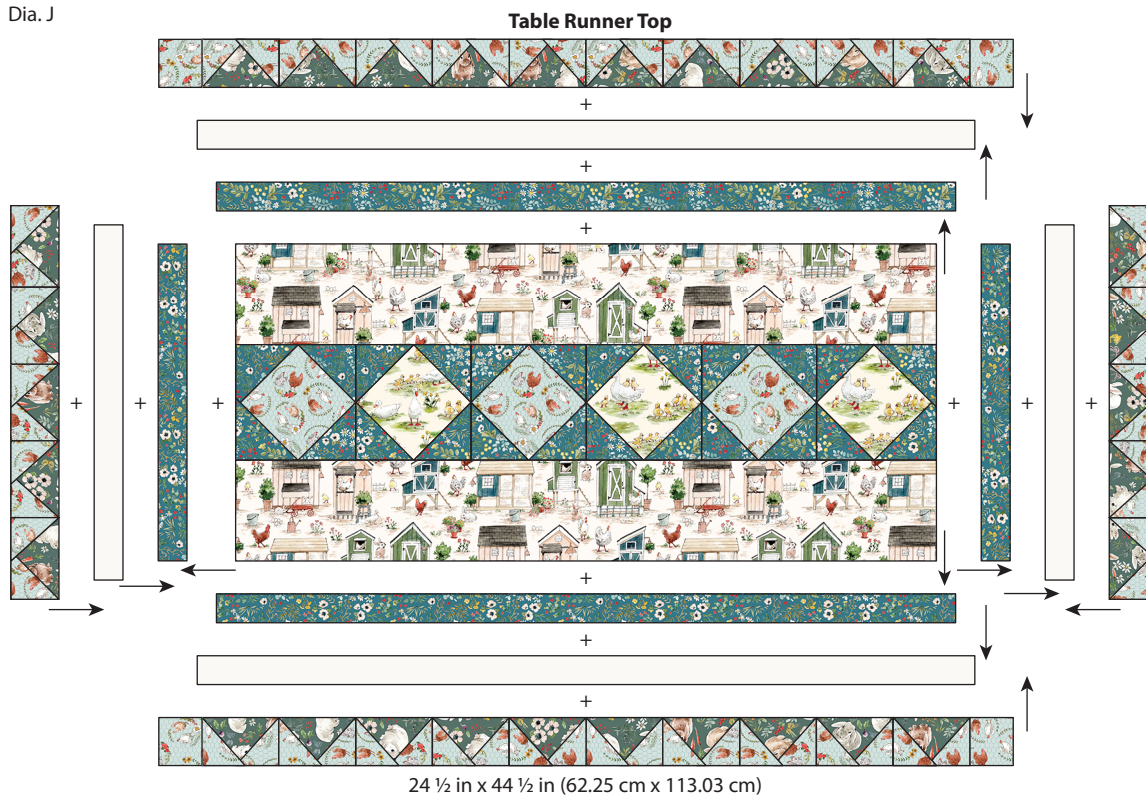 Dia. J
Table Runner Top
+
+
+
+ + + + + +
+
+
+
24 ½ in x 44 ½ in (62.25 cm x 113.03 cm)